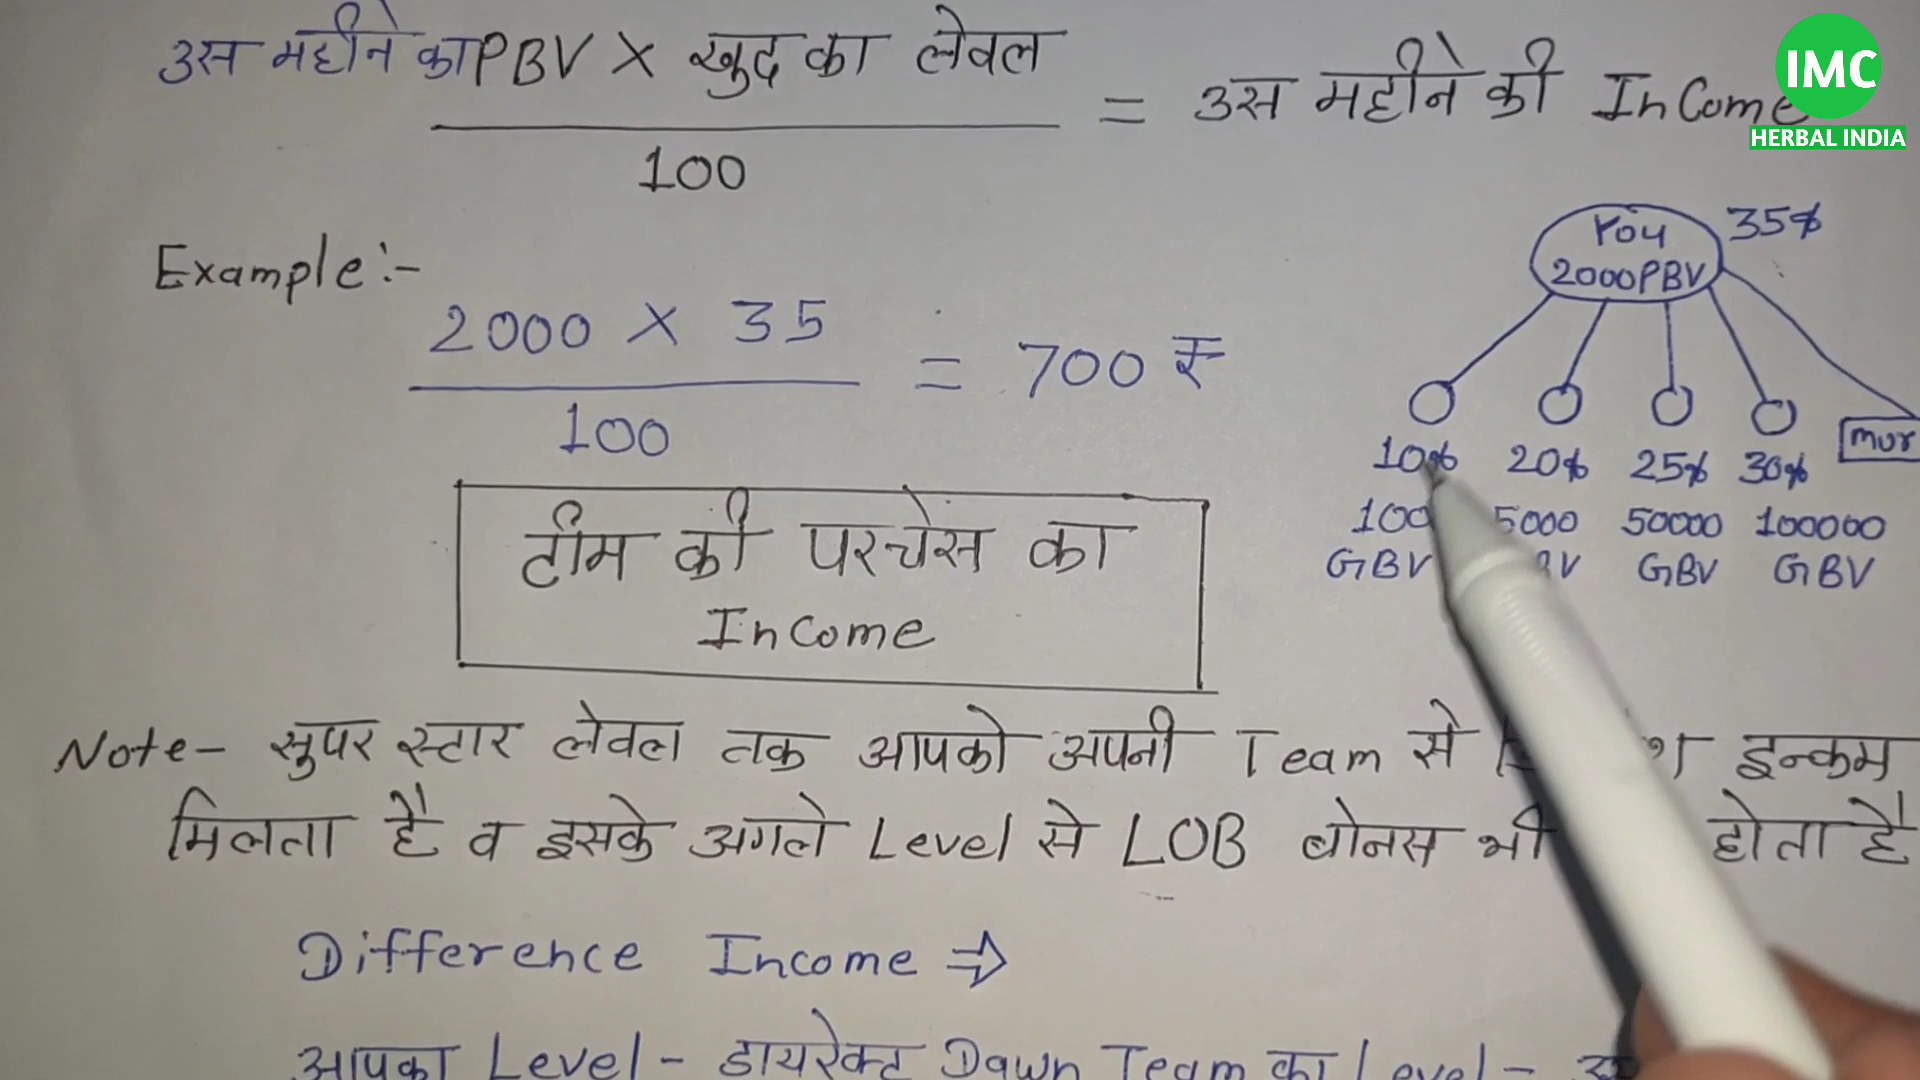 उस महीने का PBV X खुद का लेवल
100
= उस महीने की InCome
IMC
HERBAL INDIA
Example:-
2000 X 35
100
= 700 ₹
You
2000PBV
35%
10% 20% 25% 30%
5000 50000 100000
GBV GBV GBV
टीम की परचेस का
InCome
Note- सुपर स्टार लेवल तक आपको अपनी Team से इन्कम
मिलता है व इसके अगले Level से LOB बोनस भी होता है
Difference Income ⇒
आपका Level - डायरेक्ट Dawn Team का Level -